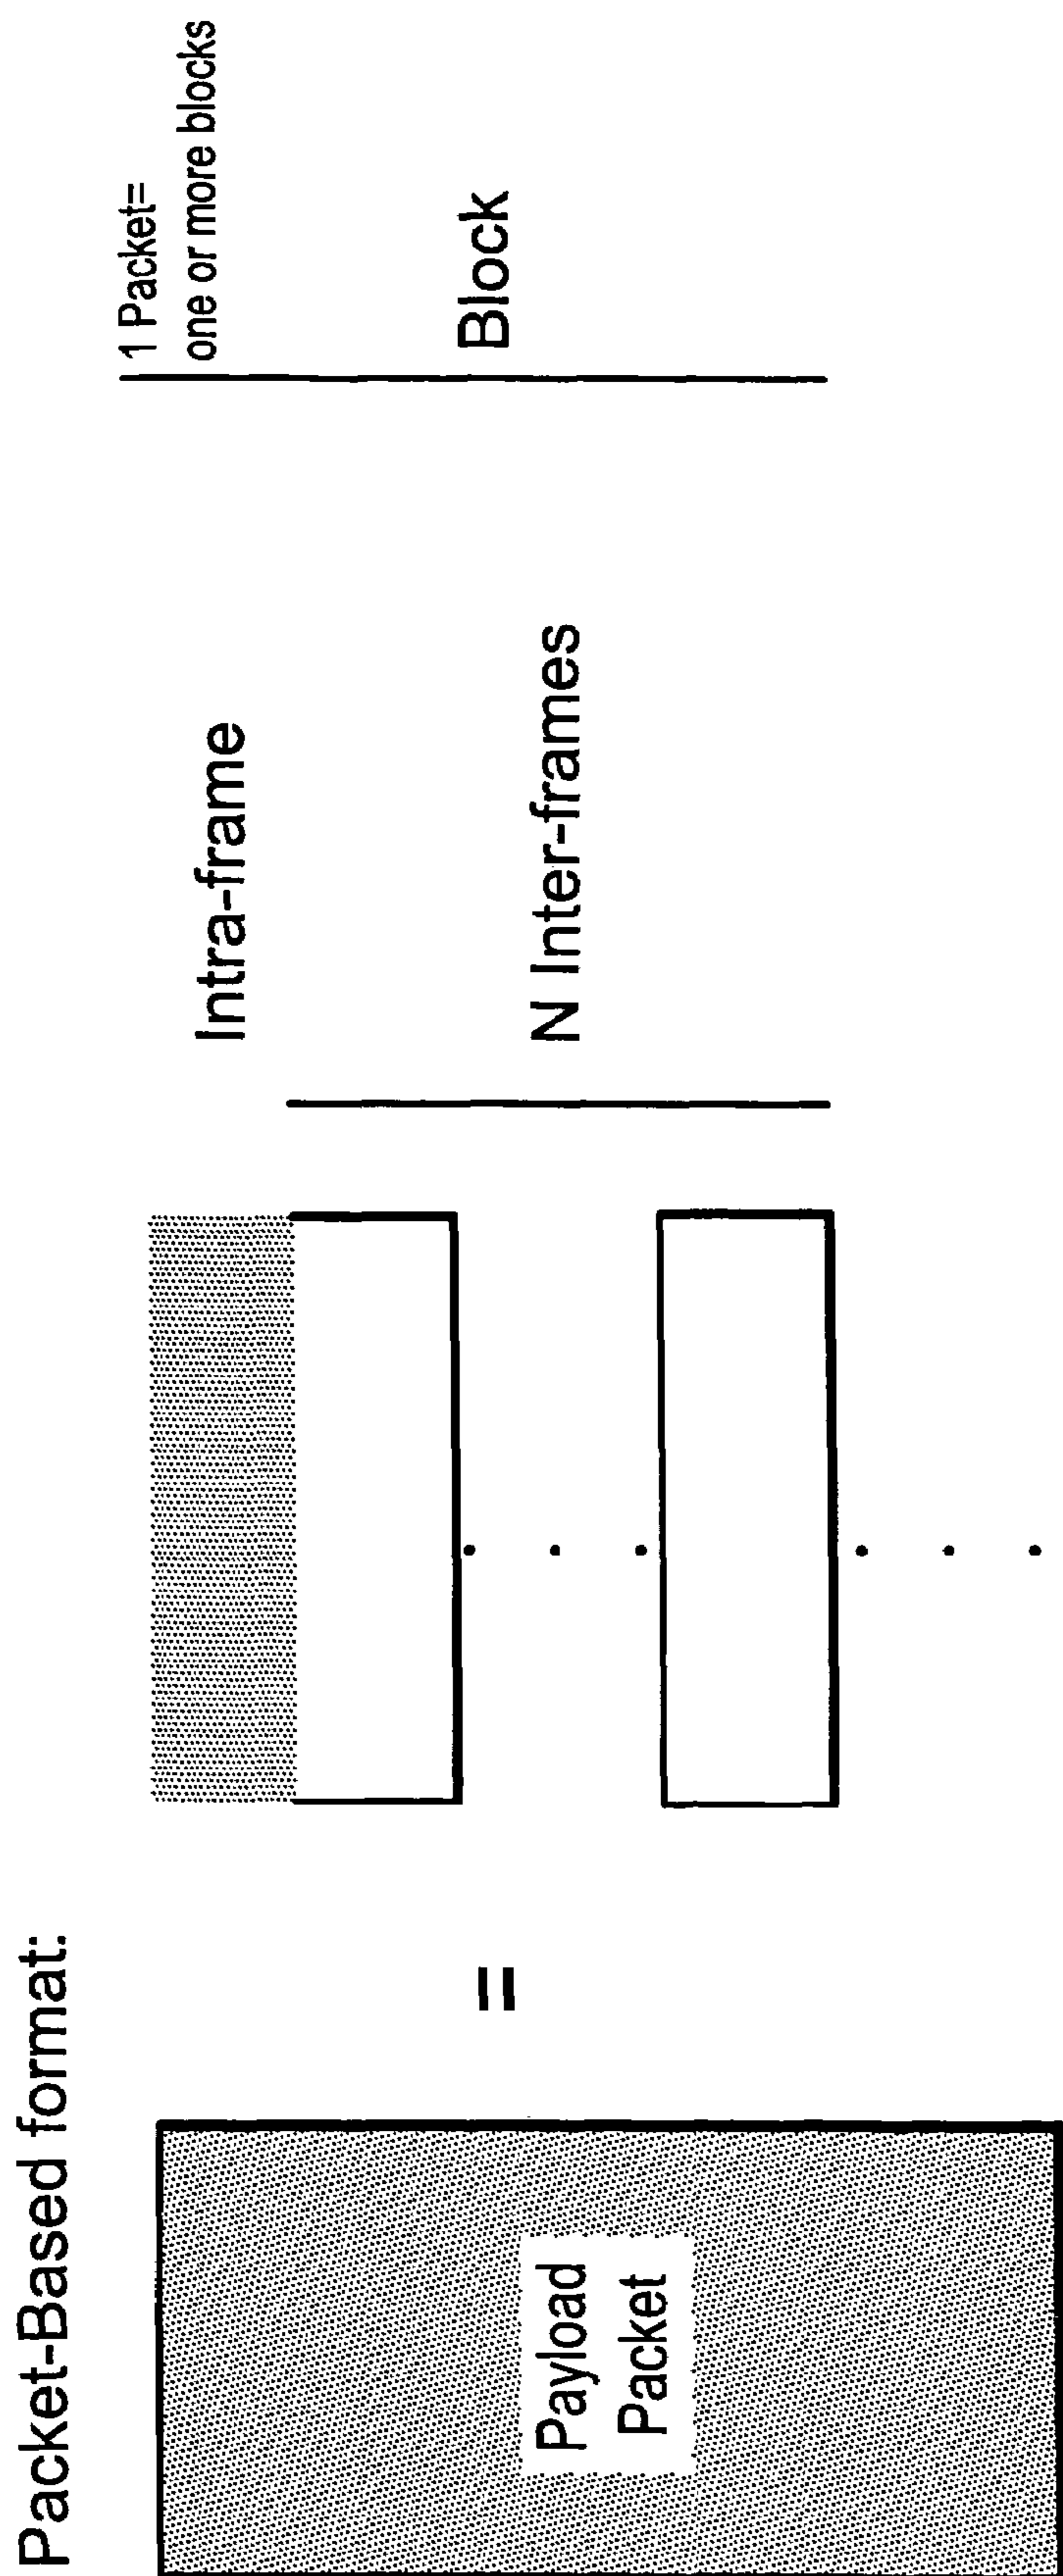 Packet-Based format:
Payload
Packet
=
Intra-frame
N Inter-frames
1 Packet=
one or more blocks
Block